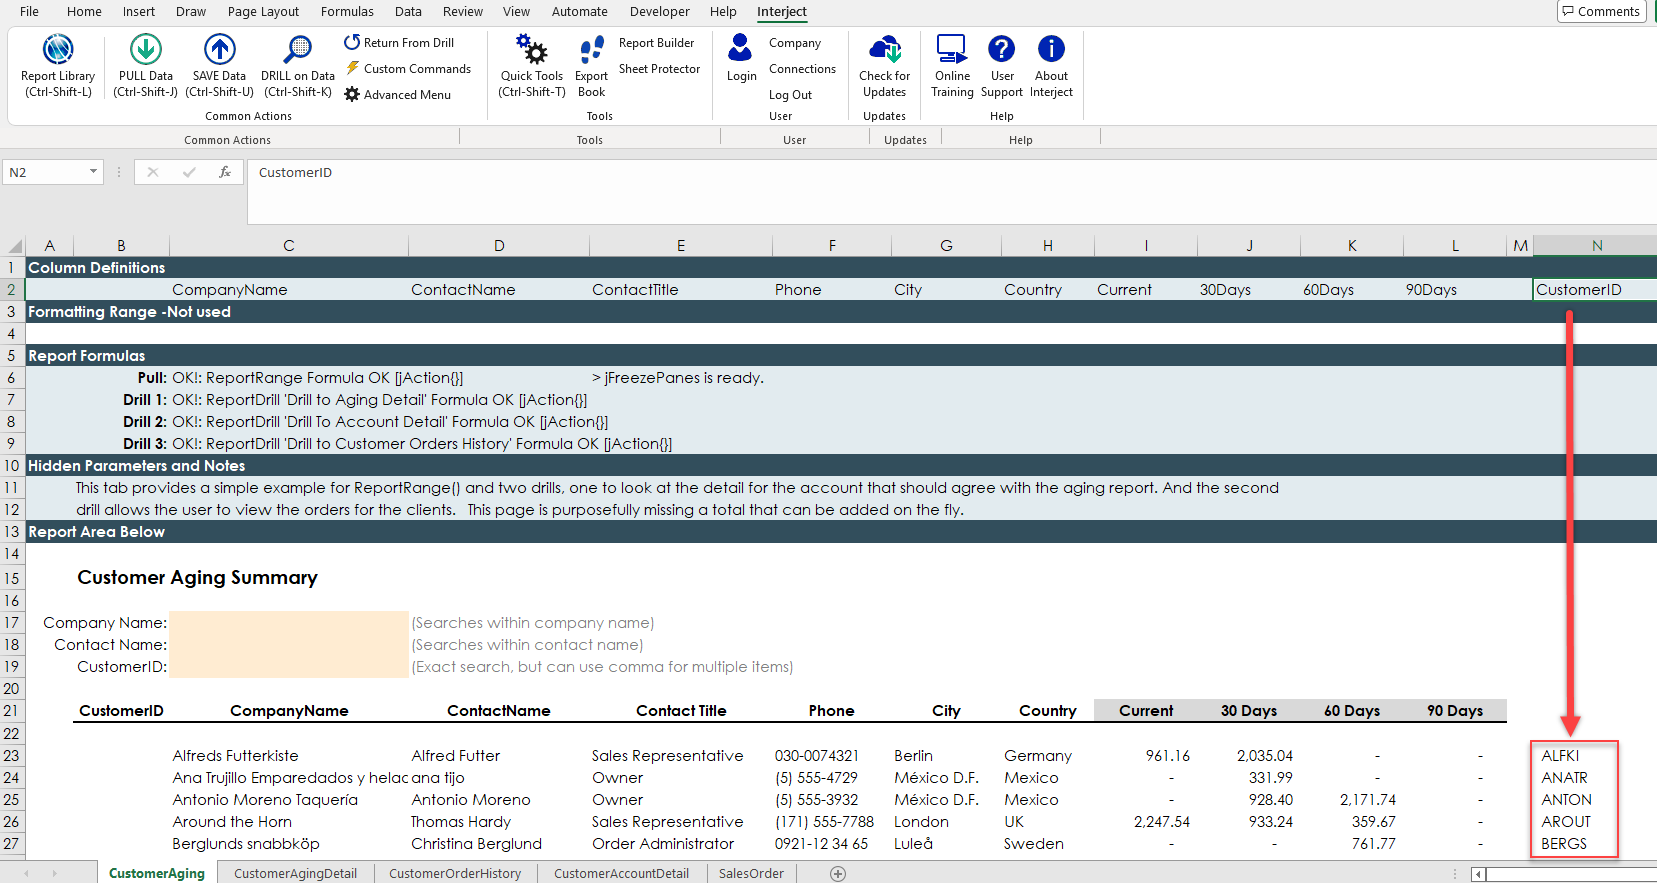 File Home Insert Draw Page Layout Formulas Data Review View Automate Developer Help Interject Comments
Report Library (Ctrl-Shift-L)
PULL Data (Ctrl-Shift-J)
SAVE Data (Ctrl-Shift-U)
DRILL on Data (Ctrl-Shift-K)
Return From Drill
Custom Commands
Advanced Menu
Common Actions
Quick Tools (Ctrl-Shift-T)
Export Book
Report Builder
Sheet Protector
Tools
Login
Company
Connections
Log Out
User
Check for Updates
Updates
Online Training
User Support
About Interject
Help
Common Actions Tools User Updates Help
N2 fx CustomerID
A B C D E F G H I J K L M N
1 Column Definitions
2 CompanyName ContactName ContactTitle Phone City Country Current 30Days 60Days 90Days CustomerID
3 Formatting Range -Not used
4
5 Report Formulas
6 Pull: OK!: ReportRange Formula OK [jAction{}] > jFreezePanes is ready.
7 Drill 1: OK!: ReportDrill 'Drill to Aging Detail' Formula OK [jAction{}]
8 Drill 2: OK!: ReportDrill 'Drill To Account Detail' Formula OK [jAction{}]
9 Drill 3: OK!: ReportDrill 'Drill to Customer Orders History' Formula OK [jAction{}]
10 Hidden Parameters and Notes
11 This tab provides a simple example for ReportRange() and two drills, one to look at the detail for the account that should agree with the aging report. And the second
12 drill allows the user to view the orders for the clients. This page is purposefully missing a total that can be added on the fly.
13 Report Area Below
14
15 Customer Aging Summary
16
17 Company Name: (Searches within company name)
18 Contact Name: (Searches within contact name)
19 CustomerID: (Exact search, but can use comma for multiple items)
20
21 CustomerID CompanyName ContactName Contact Title Phone City Country Current 30 Days 60 Days 90 Days
22
23 Alfreds Futterkiste Alfred Futter Sales Representative 030-0074321 Berlin Germany 961.16 2,035.04 - - ALFKI
24 Ana Trujillo Emparedados y helac ana tijo Owner (5) 555-4729 México D.F. Mexico - 331.99 - - ANATR
25 Antonio Moreno Taquería Antonio Moreno Owner (5) 555-3932 México D.F. Mexico - 928.40 2,171.74 - ANTON
26 Around the Horn Thomas Hardy Sales Representative (171) 555-7788 London UK 2,247.54 933.24 359.67 - AROUT
27 Berglunds snabbköp Christina Berglund Order Administrator 0921-12 34 65 Luleå Sweden - - 761.77 - BERGS
CustomerAging CustomerAgingDetail CustomerOrderHistory CustomerAccountDetail SalesOrder